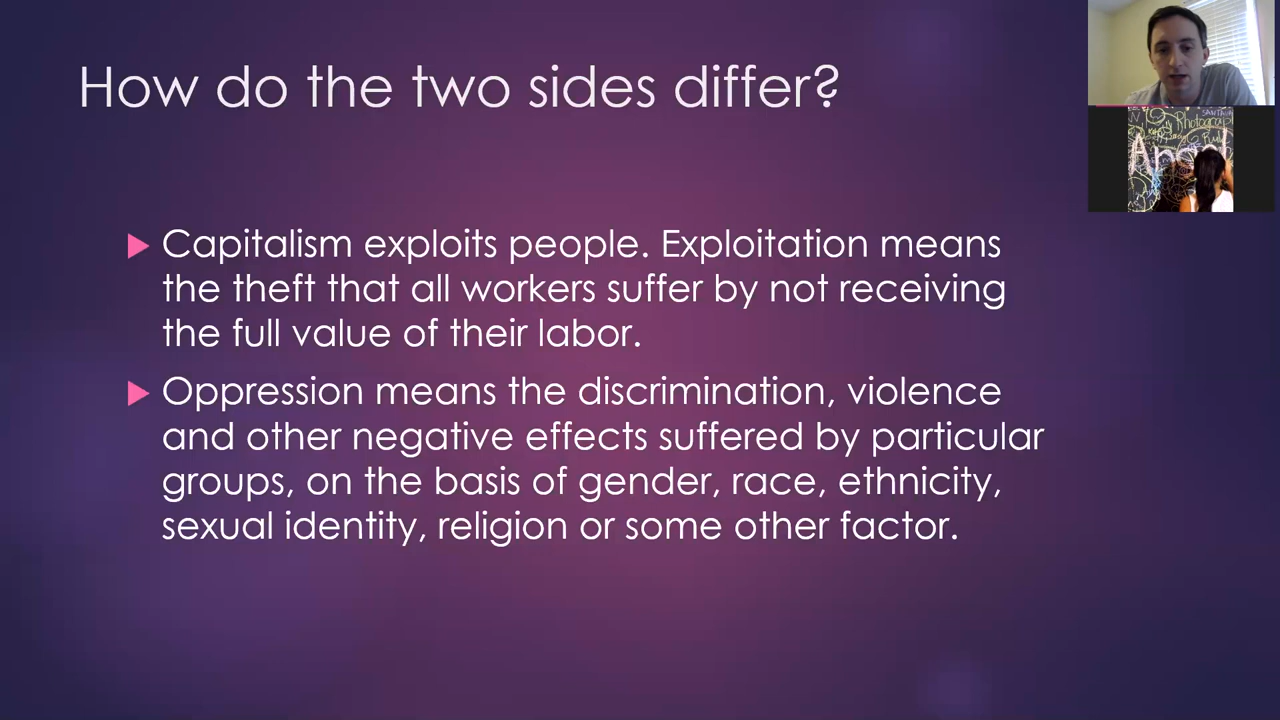 How do the two sides differ?
Capitalism exploits people. Exploitation means
the theft that all workers suffer by not receiving
the full value of their labor.
Oppression means the discrimination, violence
and other negative effects suffered by particular
groups, on the basis of gender, race, ethnicity,
sexual identity, religion or some other factor.
Photograp
Angel